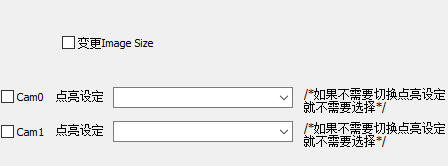 变更Image Size
Cam0 点亮设定 /*如果不需要切换点亮设定
就不需要选择*/
Cam1 点亮设定 /*如果不需要切换点亮设定
就不需要选择*/